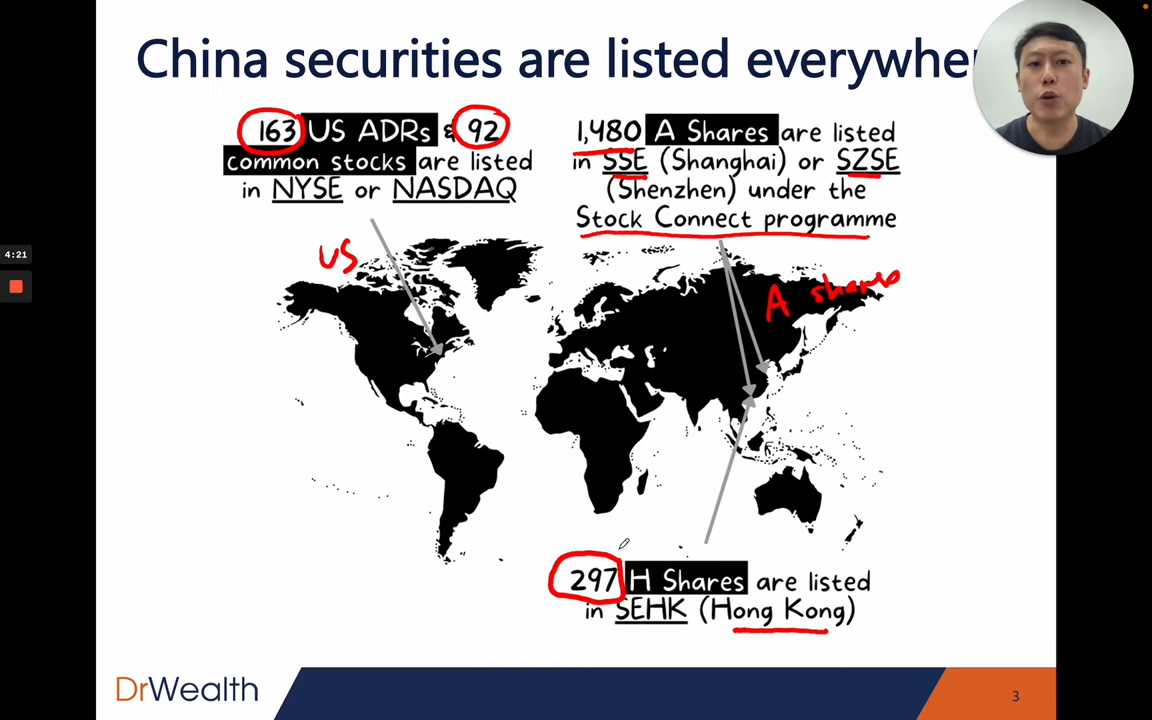 China securities are listed everywhe
163 US ADRs & 92
common stocks are listed
in NYSE or NASDAQ
1,480 A Shares are listed
in SSE (Shanghai) or SZSE
(Shenzhen) under the
Stock Connect programme
4:21
US
A shares
297 H Shares are listed
in SEHK (Hong Kong)
DrWealth
3